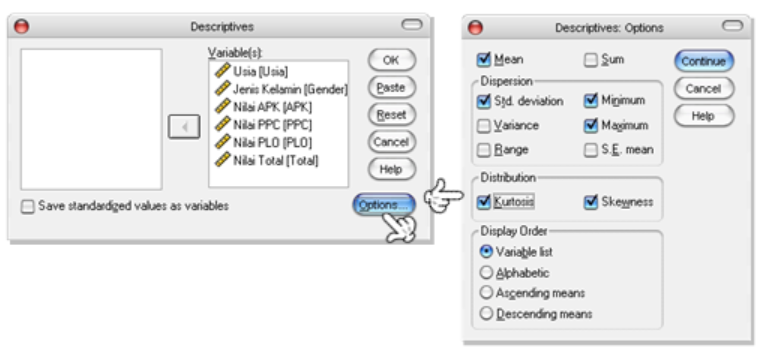 Descriptives
Variable(s):
Usia [Usia]
Jenis Kelamin [Gender]
Nilai APK [APK]
Nilai PPC [PPC]
Nilai PLO [PLO]
Nilai Total [Total]
OK
Paste
Reset
Cancel
Help
Save standardized values as variables
Options...
Descriptives: Options
Mean
Sum
Continue
Dispersion
Cancel
Std. deviation
Minimum
Help
Variance
Maximum
Range
S.E. mean
Distribution
Kurtosis
Skewness
Display Order
Variable list
Alphabetic
Ascending means
Descending means